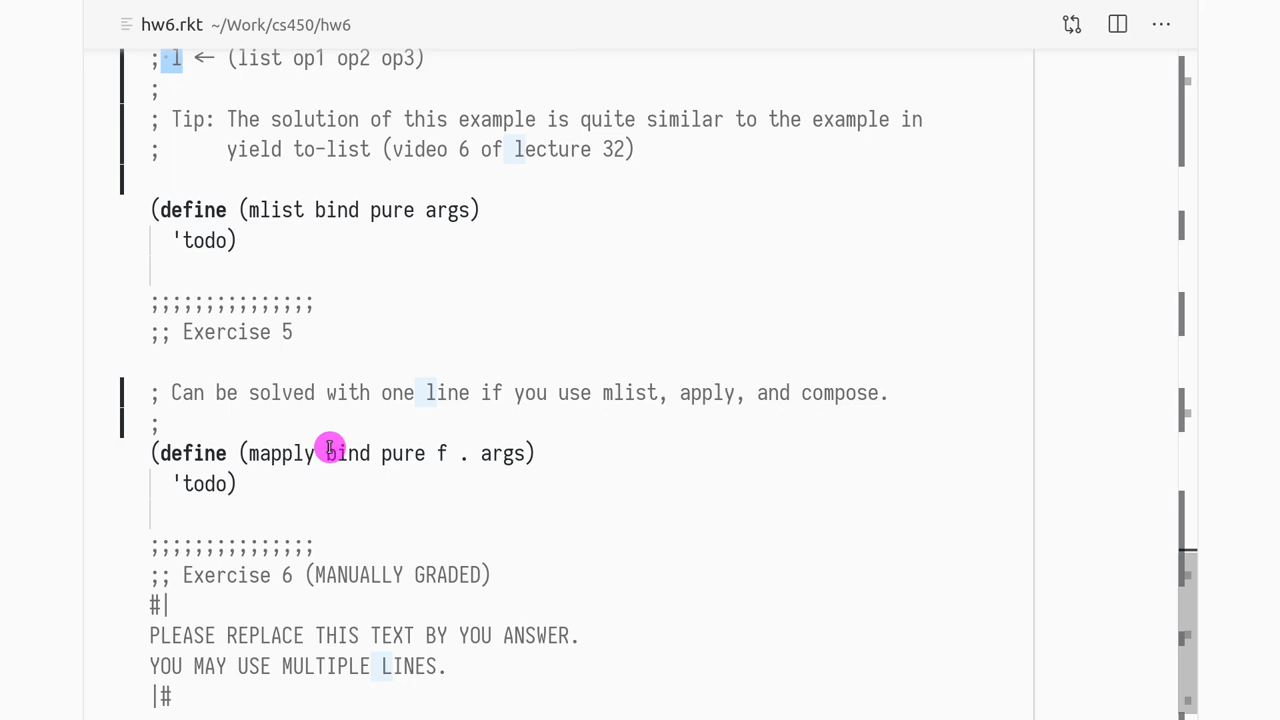 hw6.rkt ~/Work/cs450/hw6
; l <- (list op1 op2 op3)
;
; Tip: The solution of this example is quite similar to the example in
;      yield to-list (video 6 of lecture 32)
(define (mlist bind pure args)
  'todo)
;;;;;;;;;;;;;;;
;; Exercise 5
; Can be solved with one line if you use mlist, apply, and compose.
;
(define (mapply bind pure f . args)
  'todo)
;;;;;;;;;;;;;;;
;; Exercise 6 (MANUALLY GRADED)
#|
PLEASE REPLACE THIS TEXT BY YOU ANSWER.
YOU MAY USE MULTIPLE LINES.
|#